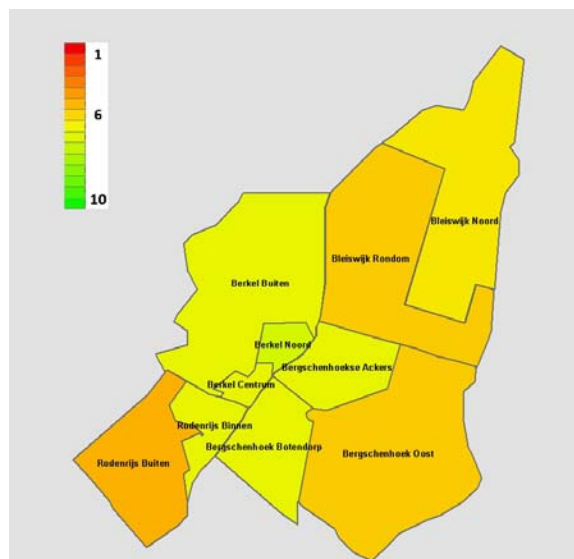 1
6
10
Bleiswijk Noord
Bleiswijk Rondom
Berkel Buiten
Berkel Noord
Bergschenhoekse Ackers
Berkel Centrum
Rodenrijs Binnen
Bergschenhoek Botendorp
Bergschenhoek Oost
Rodenrijs Buiten